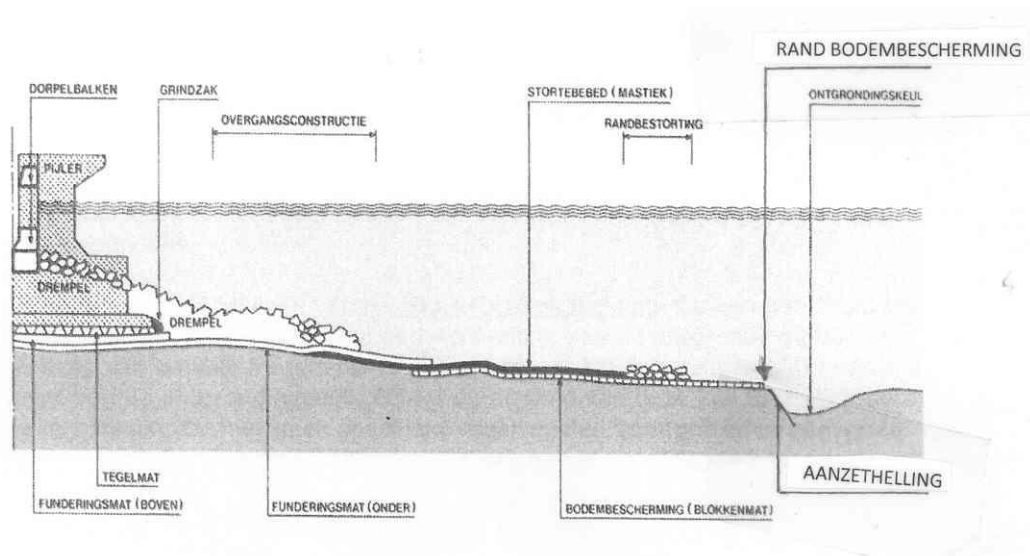 RAND BODEMBESCHERMING
DORPELBALKEN
GRINDZAK
STORTEBEBED (MASTIEK)
ONTGRONDINGSKEUL
OVERGANGSCONSTRUCTIE
RANDBESTORTING
PIJLER
DREMPEL
DREMPEL
AANZETHELLING
TEGELMAT
FUNDERINGSMAT (BOVEN)
FUNDERINGSMAT (ONDER)
BODEMBESCHERMING (BLOKKENMAT)